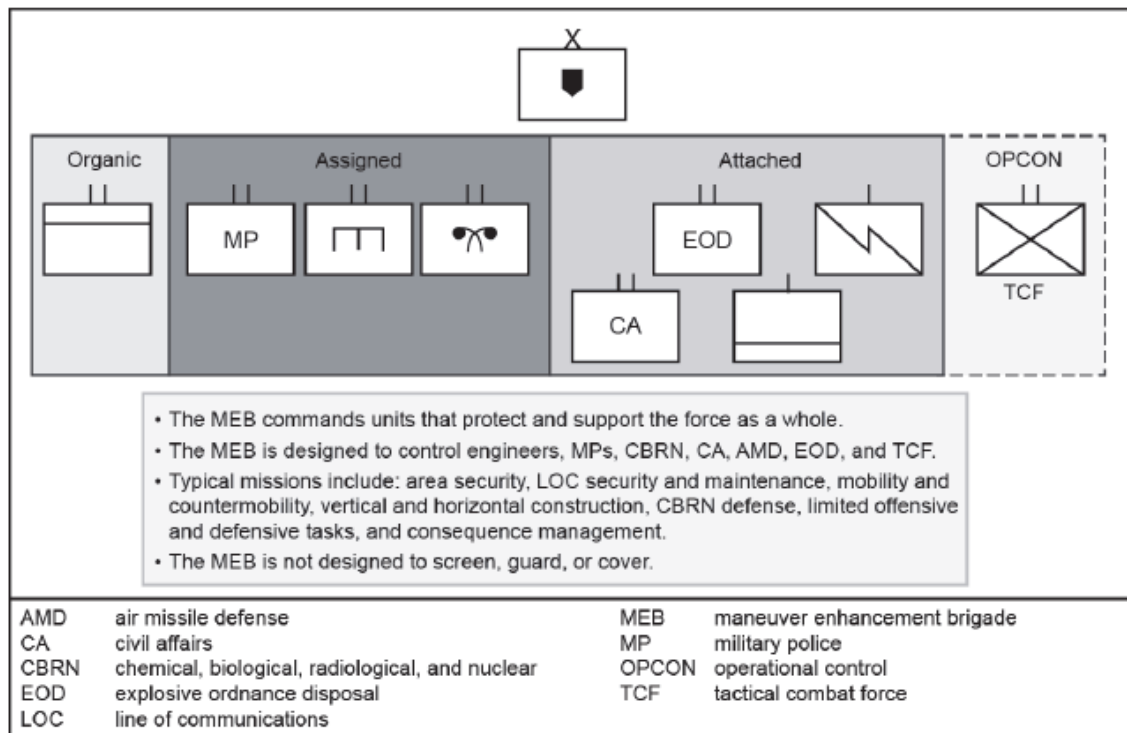 X
Organic
Assigned
Attached
OPCON
MP
EOD
TCF
CA
• The MEB commands units that protect and support the force as a whole.
• The MEB is designed to control engineers, MPs, CBRN, CA, AMD, EOD, and TCF.
• Typical missions include: area security, LOC security and maintenance, mobility and
countermobility, vertical and horizontal construction, CBRN defense, limited offensive
and defensive tasks, and consequence management.
• The MEB is not designed to screen, guard, or cover.
AMD air missile defense
CA civil affairs
CBRN chemical, biological, radiological, and nuclear
EOD explosive ordnance disposal
LOC line of communications
MEB maneuver enhancement brigade
MP military police
OPCON operational control
TCF tactical combat force